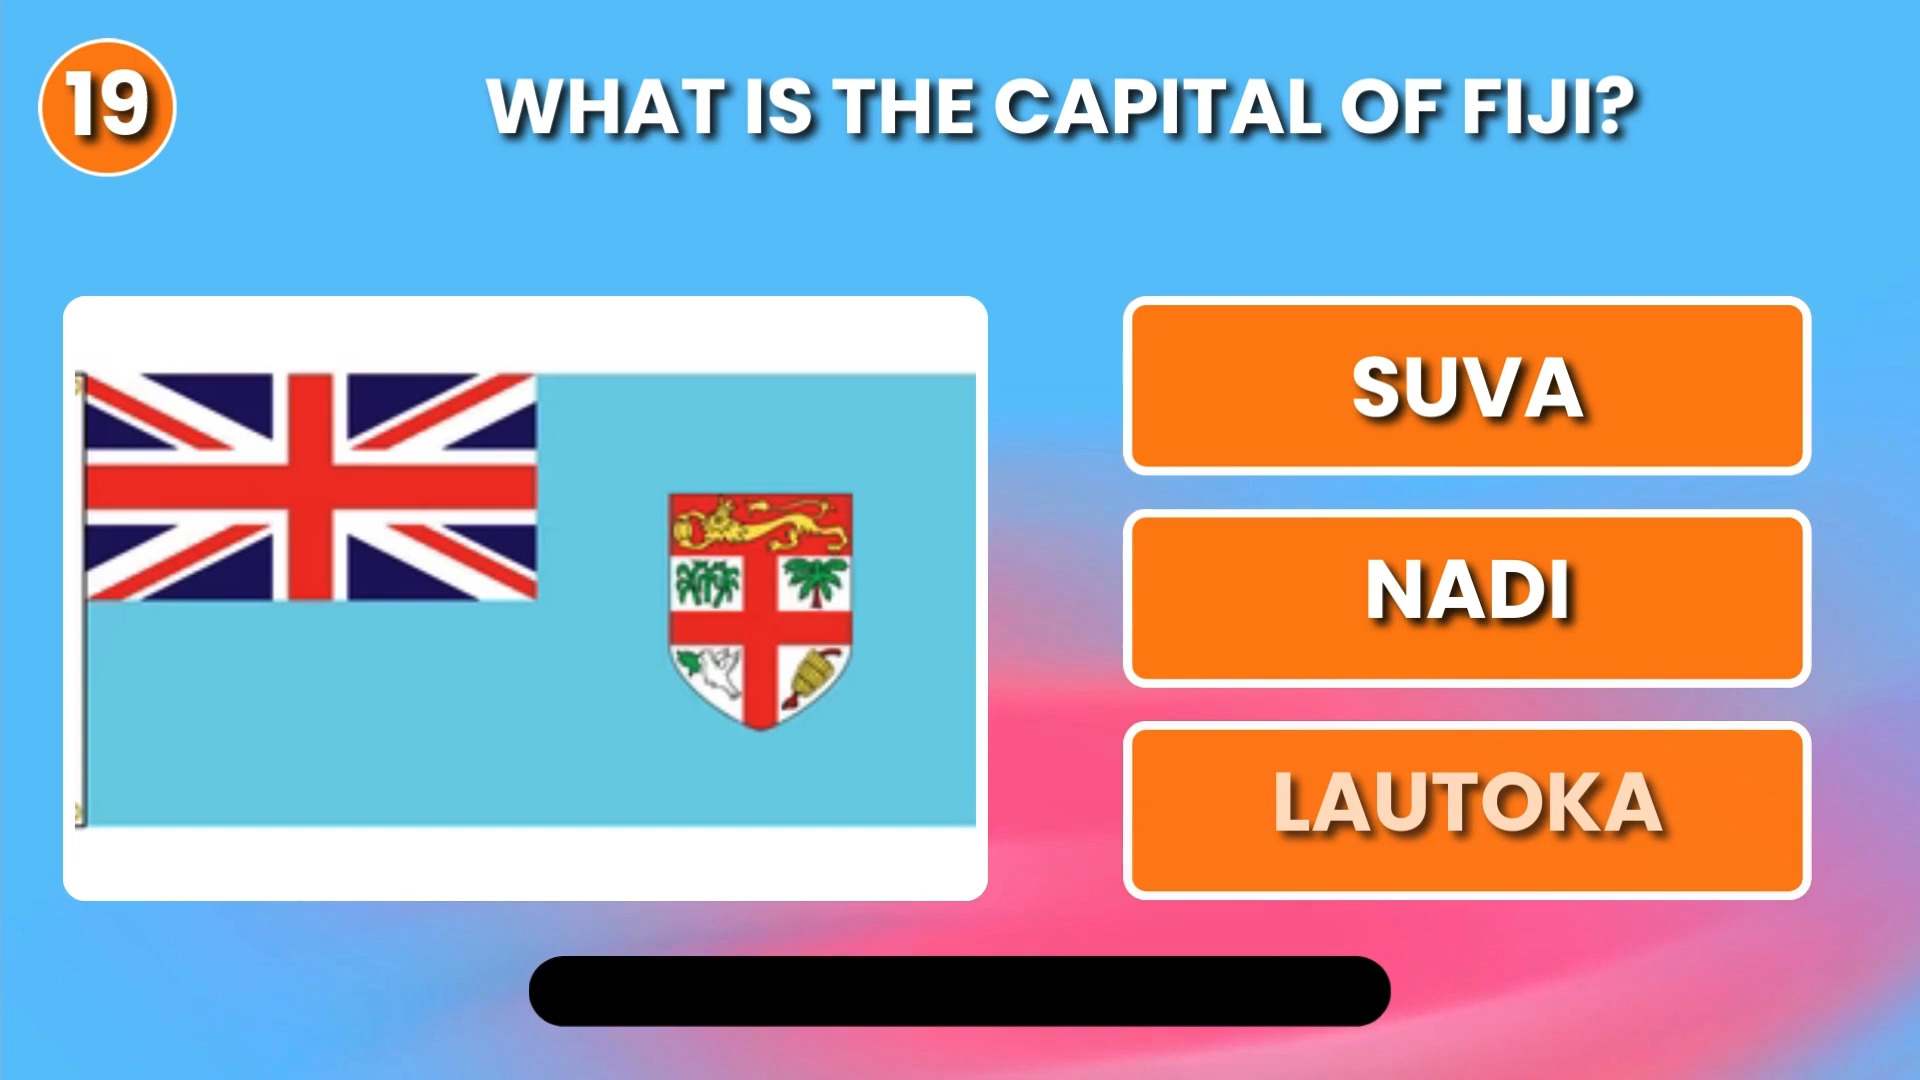 19
WHAT IS THE CAPITAL OF FIJI?
SUVA
NADI
LAUTOKA